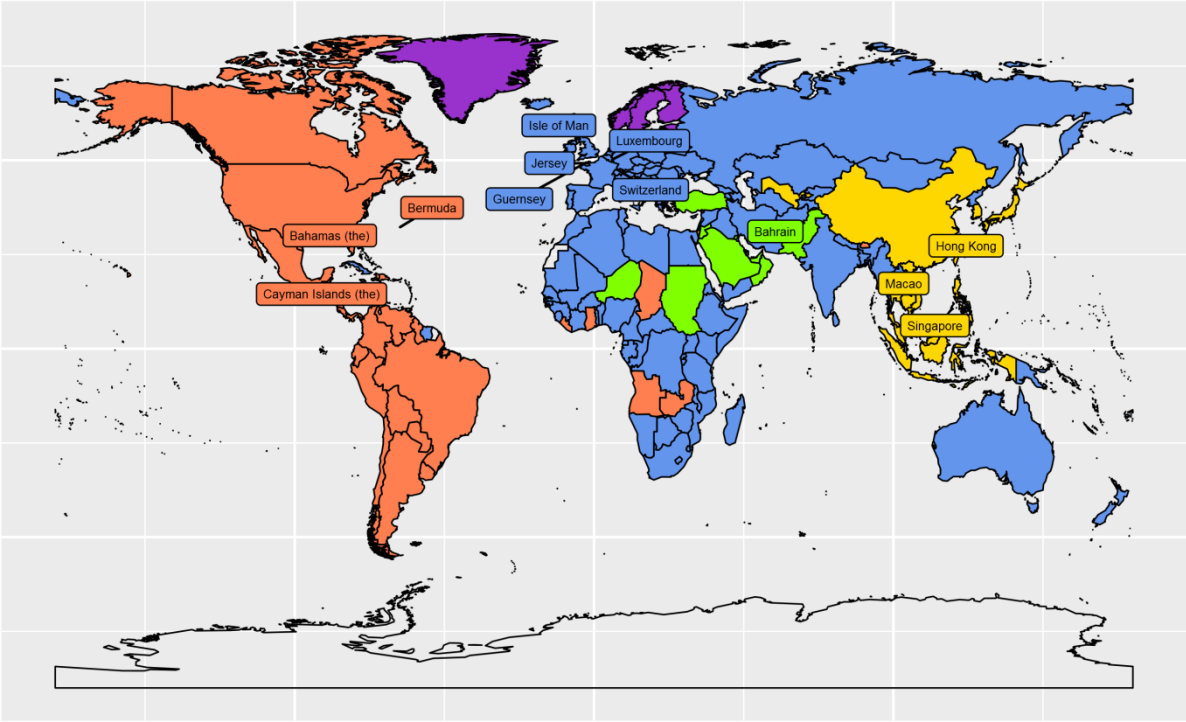 Isle of Man
Luxembourg
Jersey
Switzerland
Guernsey
Bermuda
Bahamas (the)
Bahrain
Hong Kong
Macao
Cayman Islands (the)
Singapore